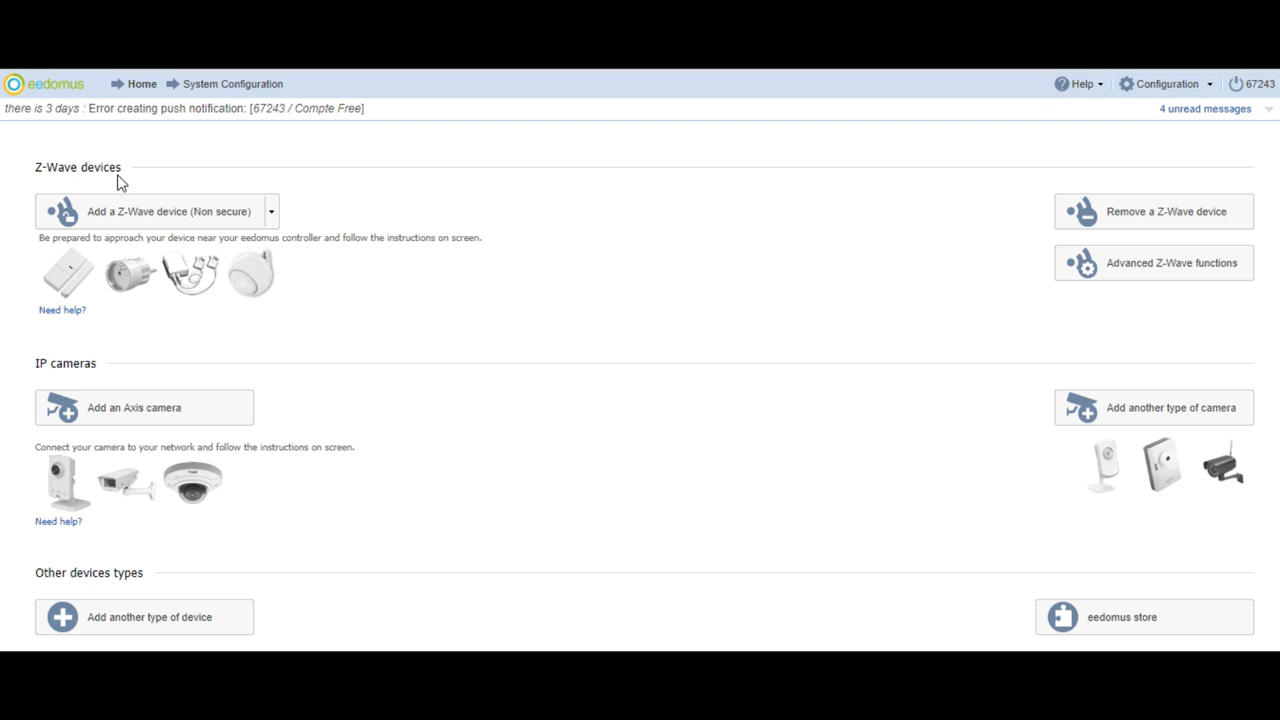 eedomus Home System Configuration Help Configuration 67243
there is 3 days : Error creating push notification: [67243 / Compte Free] 4 unread messages
Z-Wave devices
Add a Z-Wave device (Non secure) Remove a Z-Wave device
Be prepared to approach your device near your eedomus controller and follow the instructions on screen.
Advanced Z-Wave functions
Need help?
IP cameras
Add an Axis camera Add another type of camera
Connect your camera to your network and follow the instructions on screen.
Need help?
Other devices types
Add another type of device eedomus store